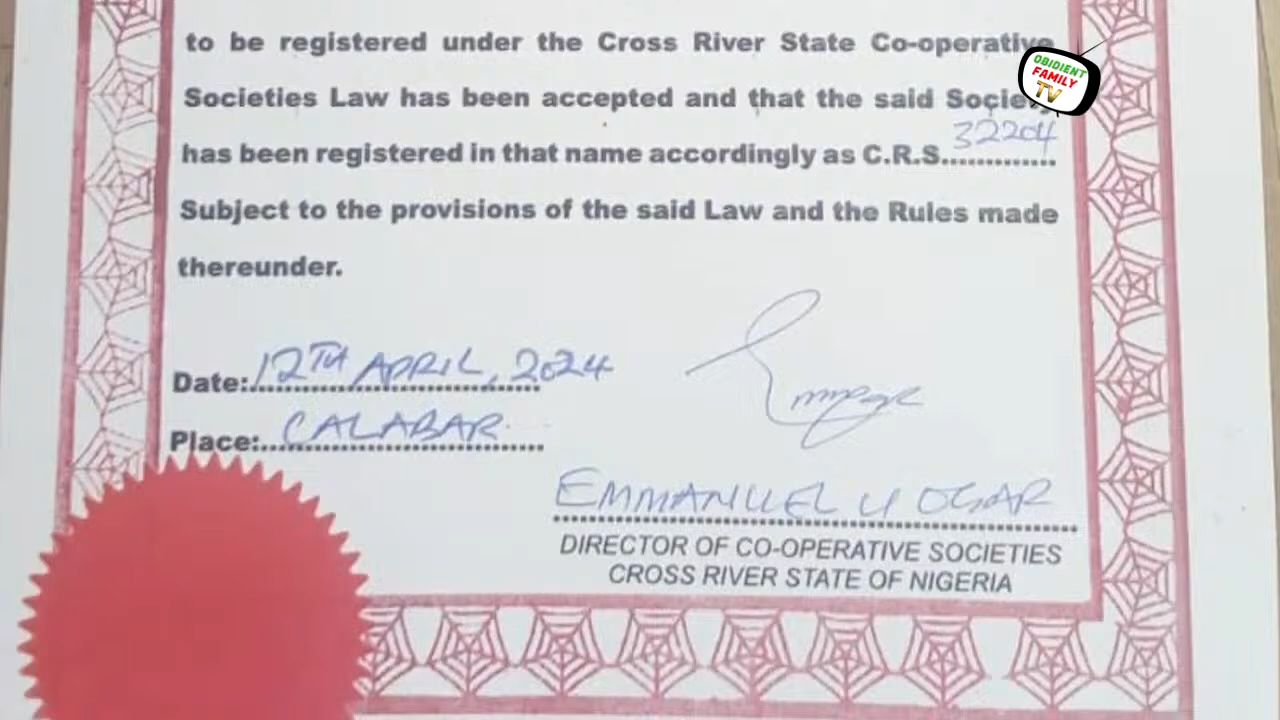 to be registered under the Cross River State Co-operative
OBIDIENT
FAMILY
TV
Societies Law has been accepted and that the said Society
32204
has been registered in that name accordingly as C.R.S.............
Subject to the provisions of the said Law and the Rules made
thereunder.
Date: 12TH APRIL, 2024
Place: CALABAR
EMMANUEL U OGAR
DIRECTOR OF CO-OPERATIVE SOCIETIES
CROSS RIVER STATE OF NIGERIA